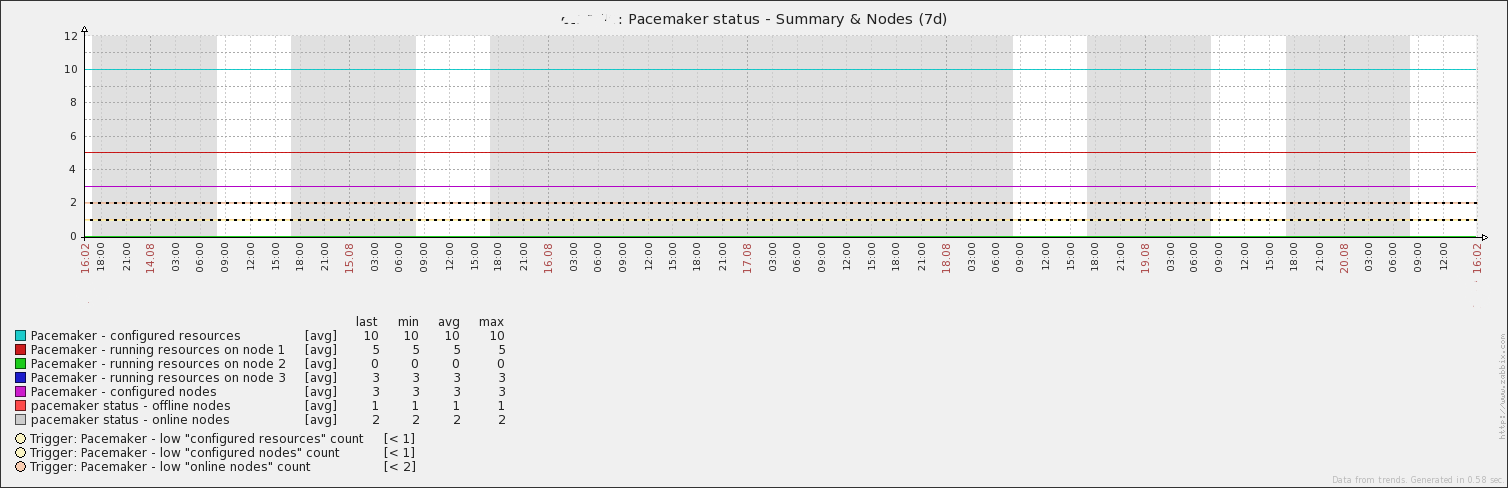 : Pacemaker status - Summary & Nodes (7d)
12
10
8
6
4
2
0
16:02 18:00 21:00 14.08 03:00 06:00 09:00 12:00 15:00 18:00 21:00 15.08 03:00 06:00 09:00 12:00 15:00 18:00 21:00 16.08 03:00 06:00 09:00 12:00 15:00 18:00 21:00 17.08 03:00 06:00 09:00 12:00 15:00 18:00 21:00 18.08 03:00 06:00 09:00 12:00 15:00 18:00 21:00 19.08 03:00 06:00 09:00 12:00 15:00 18:00 21:00 20.08 03:00 06:00 09:00 12:00 16:02
last min avg max
Pacemaker - configured resources [avg] 10 10 10 10
Pacemaker - running resources on node 1 [avg] 5 5 5 5
Pacemaker - running resources on node 2 [avg] 0 0 0 0
Pacemaker - running resources on node 3 [avg] 3 3 3 3
Pacemaker - configured nodes [avg] 3 3 3 3
pacemaker status - offline nodes [avg] 1 1 1 1
pacemaker status - online nodes [avg] 2 2 2 2
Trigger: Pacemaker - low "configured resources" count [< 1]
Trigger: Pacemaker - low "configured nodes" count [< 1]
Trigger: Pacemaker - low "online nodes" count [< 2]
http://www.zabbix.com
Data from trends. Generated in 0.58 sec.